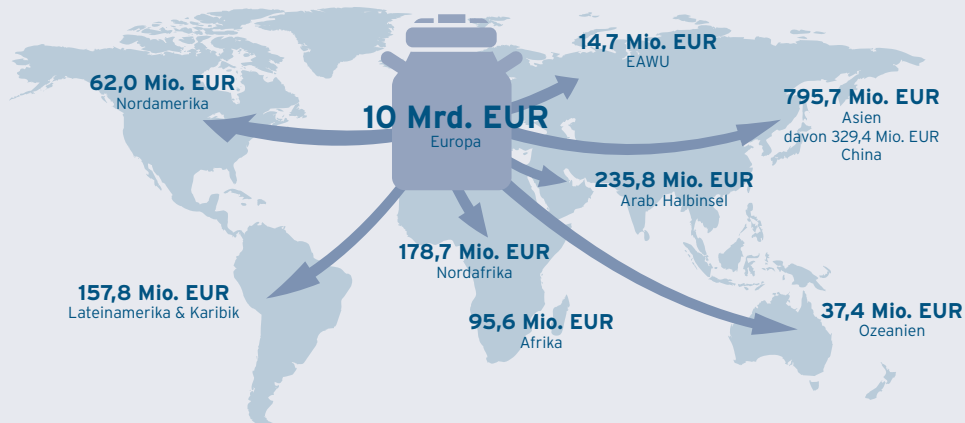 14,7 Mio. EUR
EAWU
62,0 Mio. EUR
Nordamerika
795,7 Mio. EUR
Asien
davon 329,4 Mio. EUR
China
10 Mrd. EUR
Europa
235,8 Mio. EUR
Arab. Halbinsel
178,7 Mio. EUR
Nordafrika
157,8 Mio. EUR
Lateinamerika & Karibik
95,6 Mio. EUR
Afrika
37,4 Mio. EUR
Ozeanien